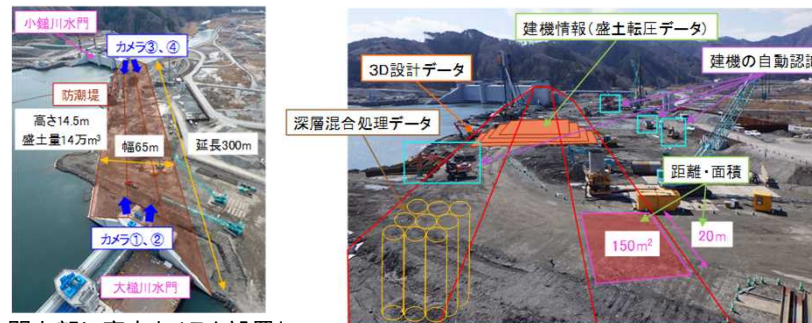 小鎚川水門
カメラ③、④
防潮堤
高さ14.5m
盛土量14万m³
幅65m
延長300m
カメラ①、②
大槌川水門
建機情報(盛土転圧データ)
3D設計データ
建機の自動認識
深層混合処理データ
距離・面積
150m²
20m